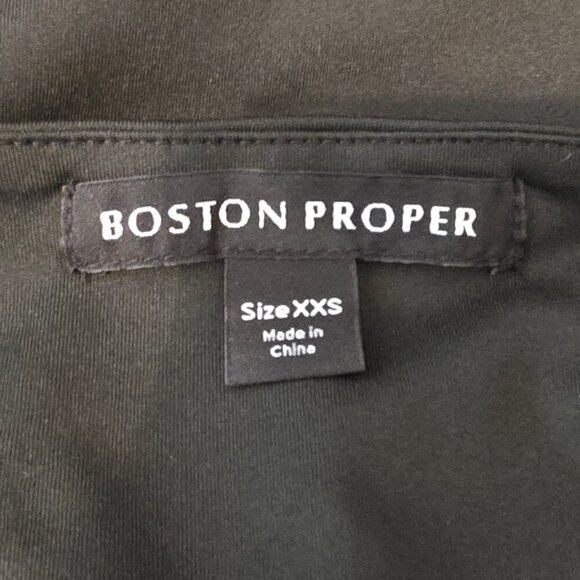 BOSTON PROPER
Size XXS
Made in
China